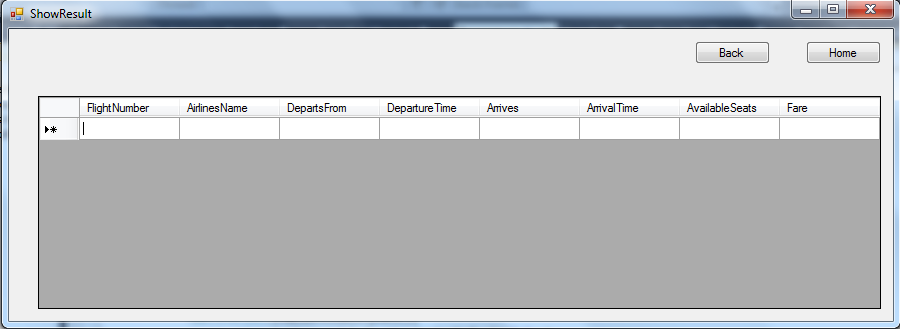 ShowResult
Back Home
FlightNumber AirlinesName DepartsFrom DepartureTime Arrives ArrivalTime AvailableSeats Fare